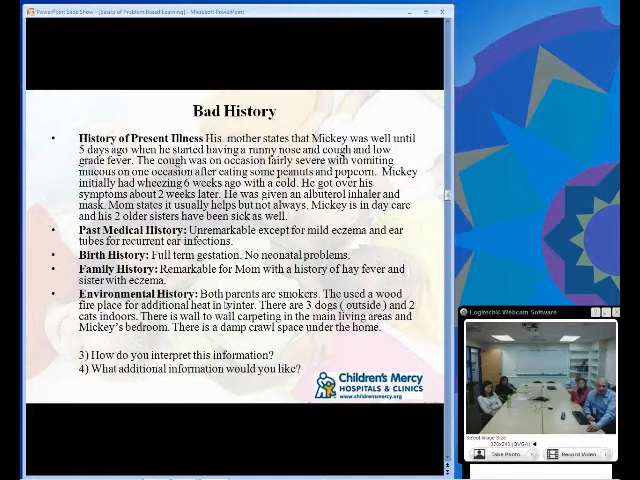 PowerPoint Slide Show - [Basics of Problem Based Learning] - Microsoft PowerPoint
Bad History
• History of Present Illness His mother states that Mickey was well until
5 days ago when he started having a runny nose and cough and low
grade fever. The cough was on occasion fairly severe with vomiting
mucous on one occasion after eating some peanuts and popcorn. Mickey
initially had wheezing 6 weeks ago with a cold. He got over his
symptoms about 2 weeks later. He was given an albuterol inhaler and
mask. Mom states it usually helps but not always. Mickey is in day care
and his 2 older sisters have been sick as well.
• Past Medical History: Unremarkable except for mild eczema and ear
tubes for recurrent ear infections.
• Birth History: Full term gestation. No neonatal problems.
• Family History: Remarkable for Mom with a history of hay fever and
sister with eczema.
• Environmental History: Both parents are smokers. The used a wood
fire place for additional heat in winter. There are 3 dogs ( outside ) and 2
cats indoors. There is wall to wall carpeting in the main living areas and
Mickey's bedroom. There is a damp crawl space under the home.
3) How do you interpret this information?
4) What additional information would you like?
Children's Mercy
HOSPITALS & CLINICS
www.childrensmercy.org
Logitech® Webcam Software
Select Image Size
320x240 (QVGA)
Take Photo
Record Video